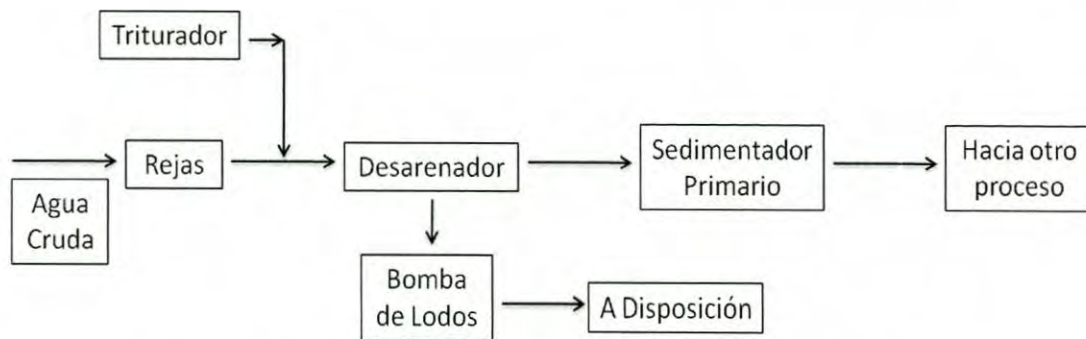 Triturador
Rejas
Agua
Cruda
Desarenador
Sedimentador
Primario
Hacia otro
proceso
Bomba
de Lodos
A Disposición